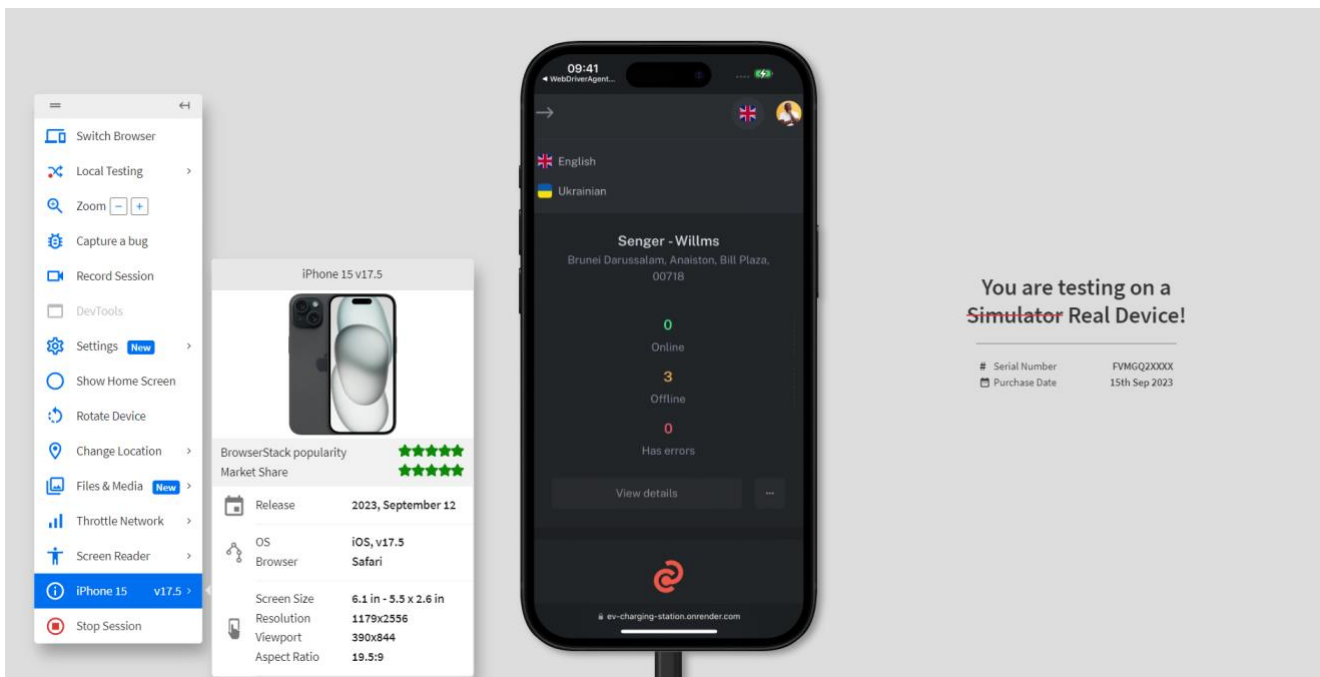 Switch Browser
Local Testing
Zoom - +
Capture a bug
Record Session
DevTools
Settings New
Show Home Screen
Rotate Device
Change Location
Files & Media New
Throttle Network
Screen Reader
iPhone 15 v17.5
Stop Session
iPhone 15 v17.5
BrowserStack popularity
Market Share
Release 2023, September 12
OS iOS, v17.5
Browser Safari
Screen Size 6.1 in - 5.5 x 2.6 in
Resolution 1179x2556
Viewport 390x844
Aspect Ratio 19.5:9
09:41
WebDriverAgent...
English
Ukrainian
Senger - Willms
Brunei Darussalam, Anaiston, Bill Plaza,
00718
0
Online
3
Offline
0
Has errors
View details ...
ev-charging-station.onrender.com
You are testing on a
Simulator Real Device!
# Serial Number FVMGQ2XXXX
Purchase Date 15th Sep 2023